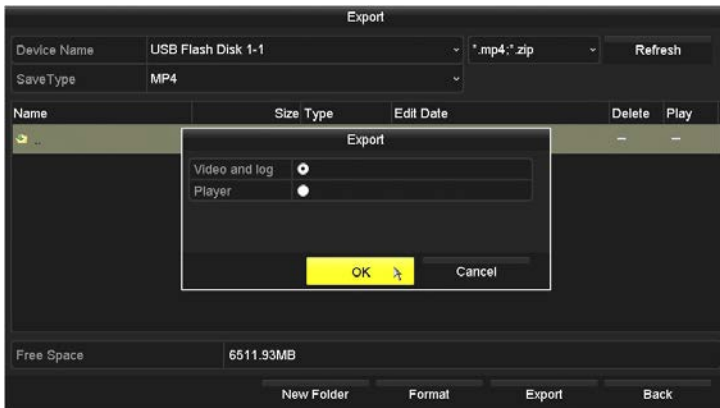 Export
Device Name USB Flash Disk 1-1 *.mp4;*.zip Refresh
SaveType MP4
Name Size Type Edit Date Delete Play
..
Export
Video and log
Player
OK Cancel
Free Space 6511.93MB
New Folder Format Export Back